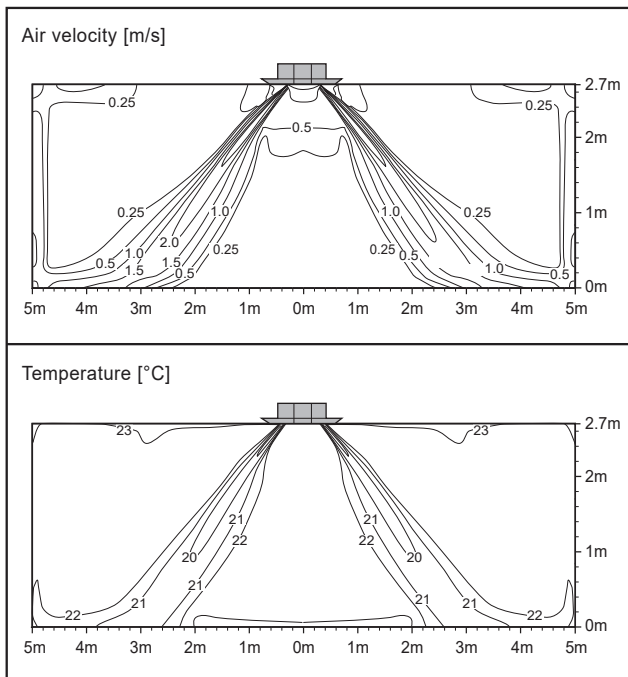 Air velocity [m/s]
2.7m
0.25 0.25
2m
0.5
0.25 1.0 1.0 0.25
1m
2.0
1.0 0.25 0.25
0.5 1.5 1.5 0.5 1.0 0.5
0.5
0m
5m 4m 3m 2m 1m 0m 1m 2m 3m 4m 5m
Temperature [°C]
2.7m
23 23
2m
21 21
22 22
20 20
1m
21 21
22 21 21 22
0m
5m 4m 3m 2m 1m 0m 1m 2m 3m 4m 5m